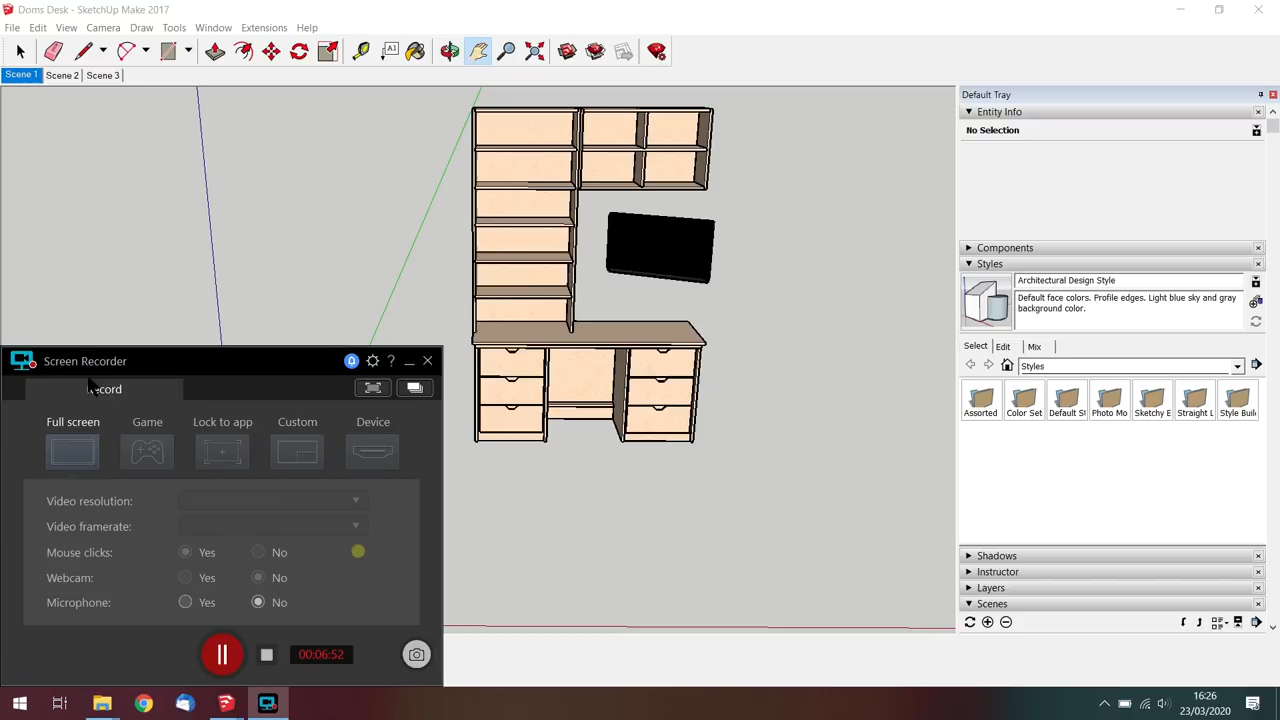 Doms Desk - SketchUp Make 2017
File Edit View Camera Draw Tools Window Extensions Help
Scene 1 Scene 2 Scene 3
Default Tray
Entity Info
No Selection
Components
Styles
Architectural Design Style
Default face colors. Profile edges. Light blue sky and gray
background color.
Select Edit Mix
Styles
Assorted Color Set Default St Photo Mo Sketchy E Straight L Style Buil
Shadows
Instructor
Layers
Scenes
Screen Recorder
?
Full screen Game Lock to app Custom Device
Video resolution:
Video framerate:
Mouse clicks: Yes No
Webcam: Yes No
Microphone: Yes No
00:06:52
16:26
23/03/2020